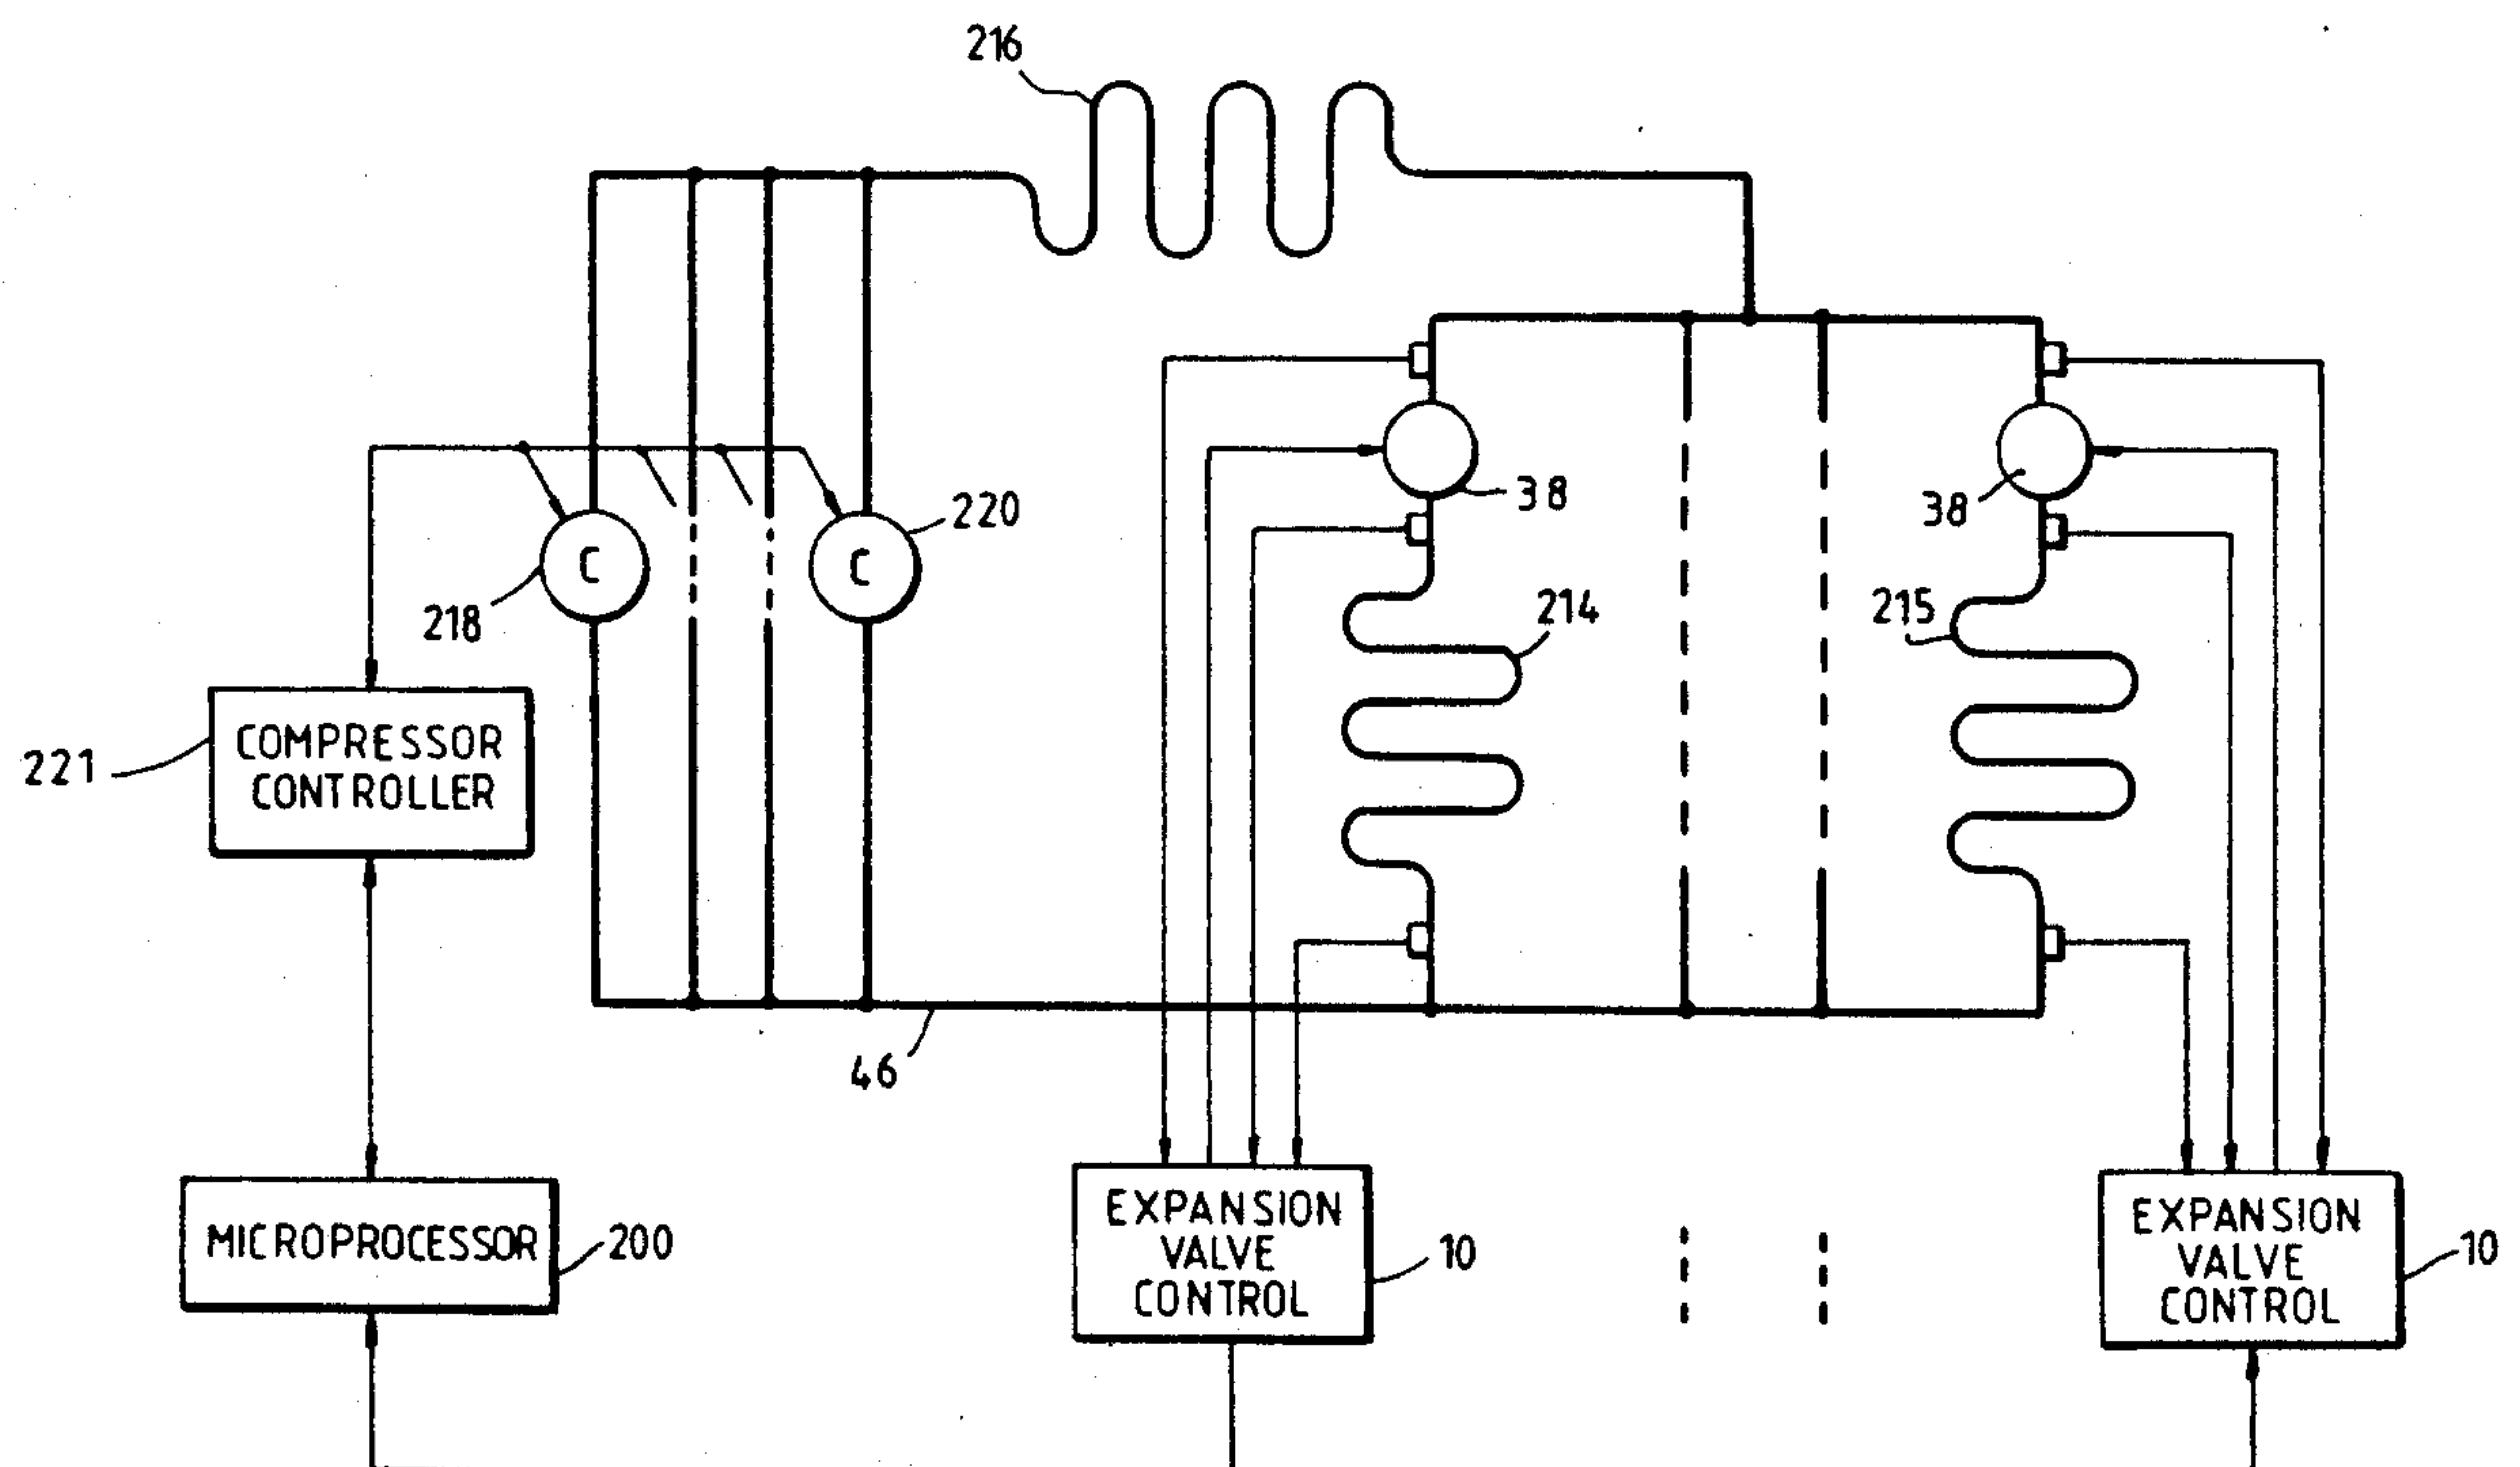 216
220
38
38
C
C
218
214
215
COMPRESSOR
CONTROLLER
221
46
MICROPROCESSOR
200
EXPANSION
VALVE
CONTROL
10
EXPANSION
VALVE
CONTROL
10